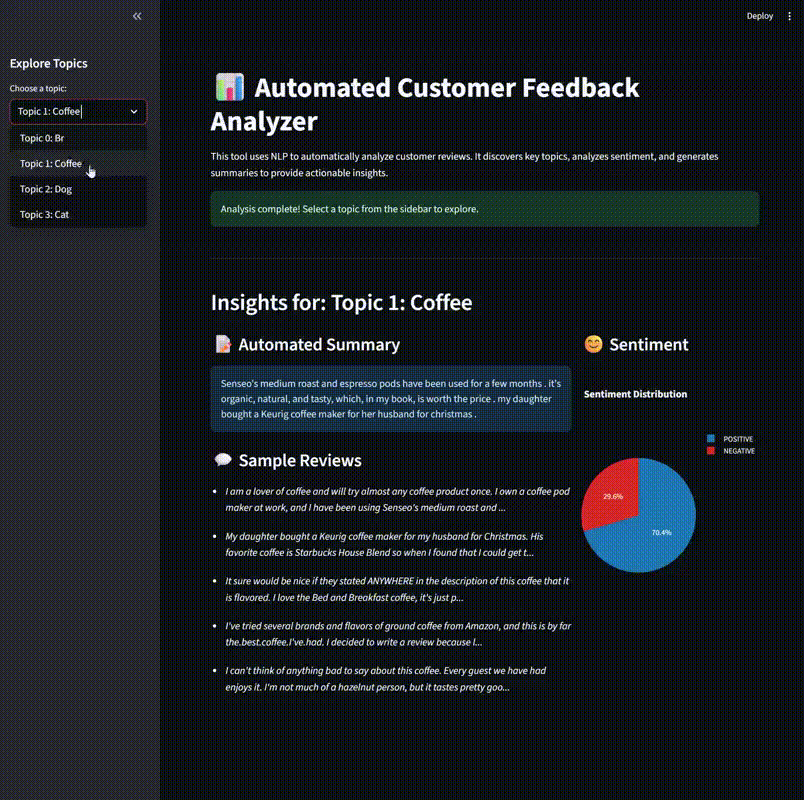 Deploy
Explore Topics
Choose a topic:
Topic 1: Coffee
Topic 0: Br
Topic 1: Coffee
Topic 2: Dog
Topic 3: Cat
Automated Customer Feedback
Analyzer
This tool uses NLP to automatically analyze customer reviews. It discovers key topics, analyzes sentiment, and generates
summaries to provide actionable insights.
Analysis complete! Select a topic from the sidebar to explore.
Insights for: Topic 1: Coffee
Automated Summary
Senseo's medium roast and espresso pods have been used for a few months . it's
organic, natural, and tasty, which, in my book, is worth the price . my daughter
bought a Keurig coffee maker for her husband for christmas .
Sample Reviews
I am a lover of coffee and will try almost any coffee product once. I own a coffee pod
maker at work, and I have been using Senseo's medium roast and ...
My daughter bought a Keurig coffee maker for my husband for Christmas. His
favorite coffee is Starbucks House Blend so when I found that I could get t...
It sure would be nice if they stated ANYWHERE in the description of this coffee that it
is flavored. I love the Bed and Breakfast coffee, it's just p...
I've tried several brands and flavors of ground coffee from Amazon, and this is by far
the.best.coffee.I've.had. I decided to write a review because I...
I can't think of anything bad to say about this coffee. Every guest we have had
enjoys it. I'm not much of a hazelnut person, but it tastes pretty goo...
Sentiment
Sentiment Distribution
POSITIVE
NEGATIVE
29.6%
70.4%